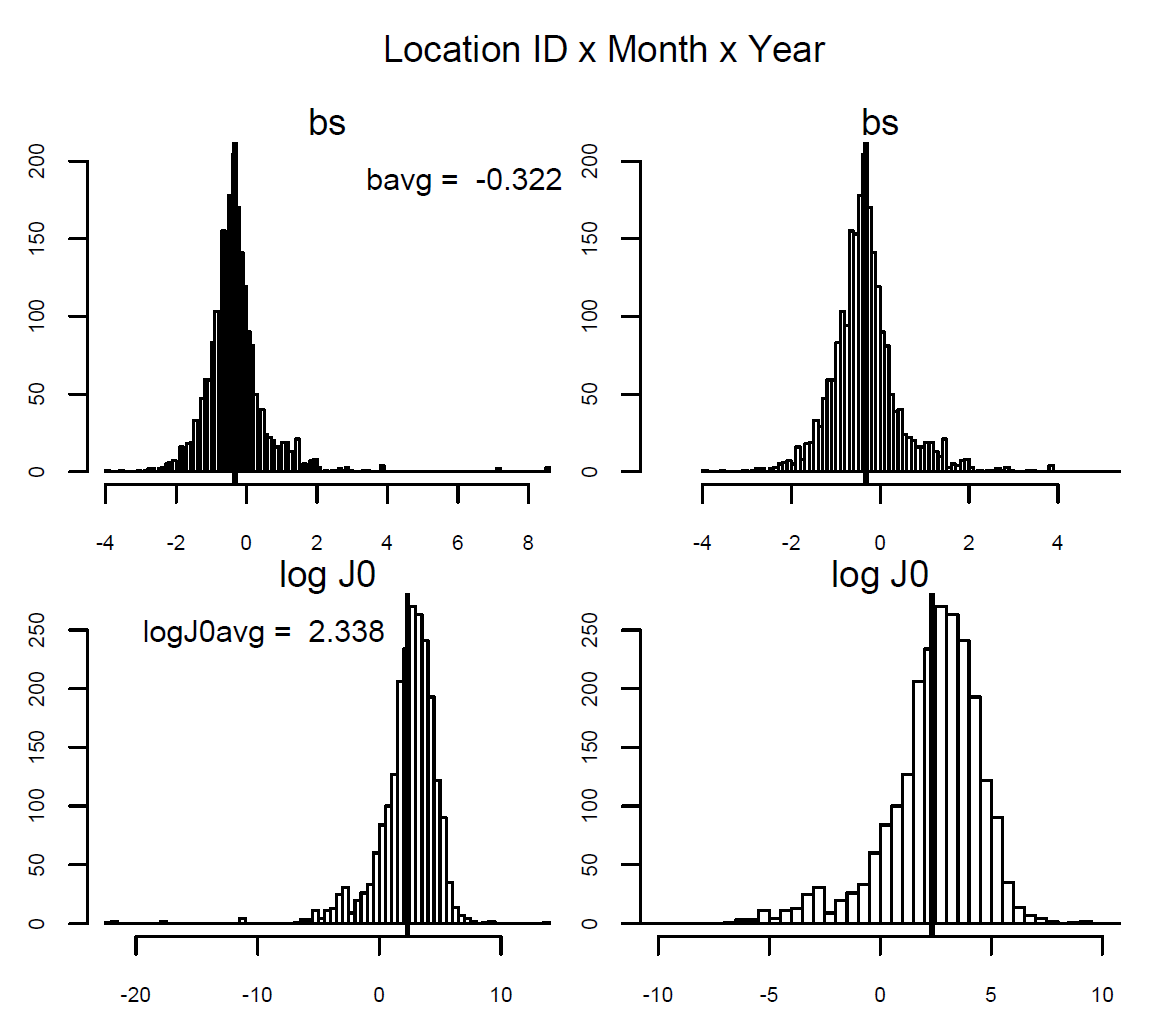 Location ID x Month x Year
bs
bavg = -0.322
0 50 100 150 200
-4 -2 0 2 4 6 8
bs
0 50 100 150 200
-4 -2 0 2 4
log J0
logJ0avg = 2.338
0 50 100 150 200 250
-20 -10 0 10
log J0
0 50 100 150 200 250
-10 -5 0 5 10